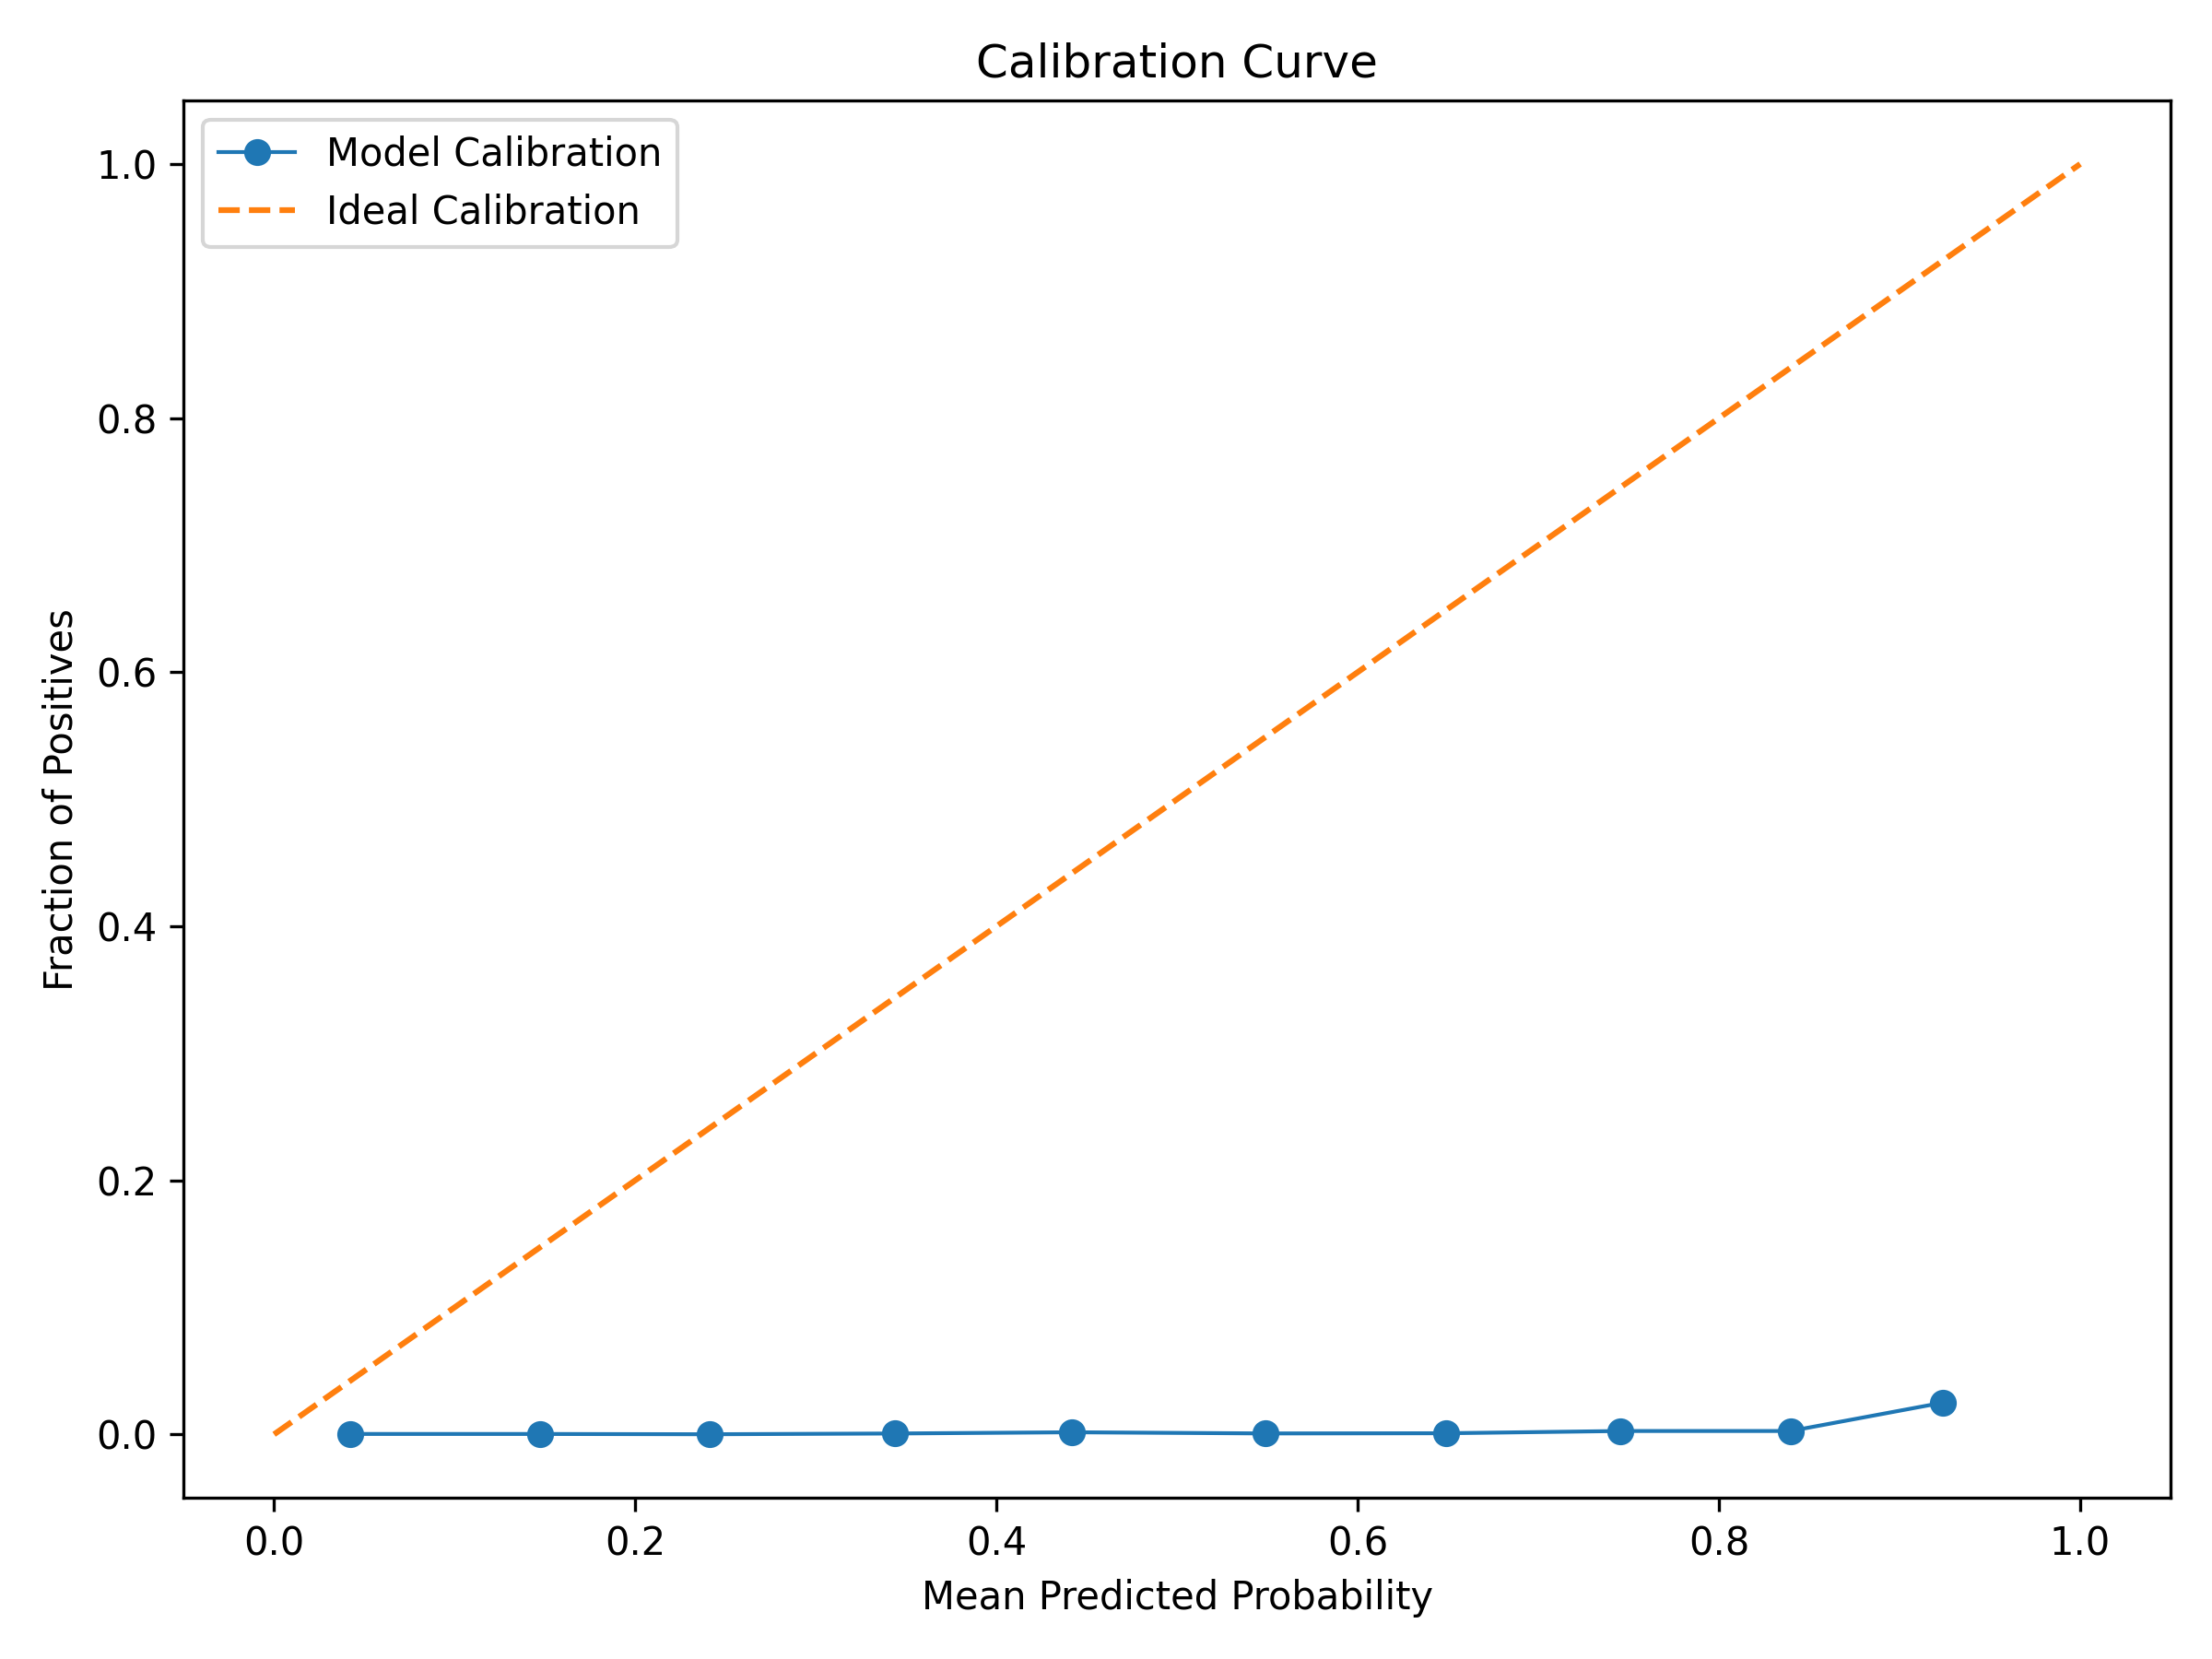 Calibration Curve
Model Calibration
Ideal Calibration
1.0
0.8
0.6
0.4
0.2
0.0
Fraction of Positives
0.0 0.2 0.4 0.6 0.8 1.0
Mean Predicted Probability